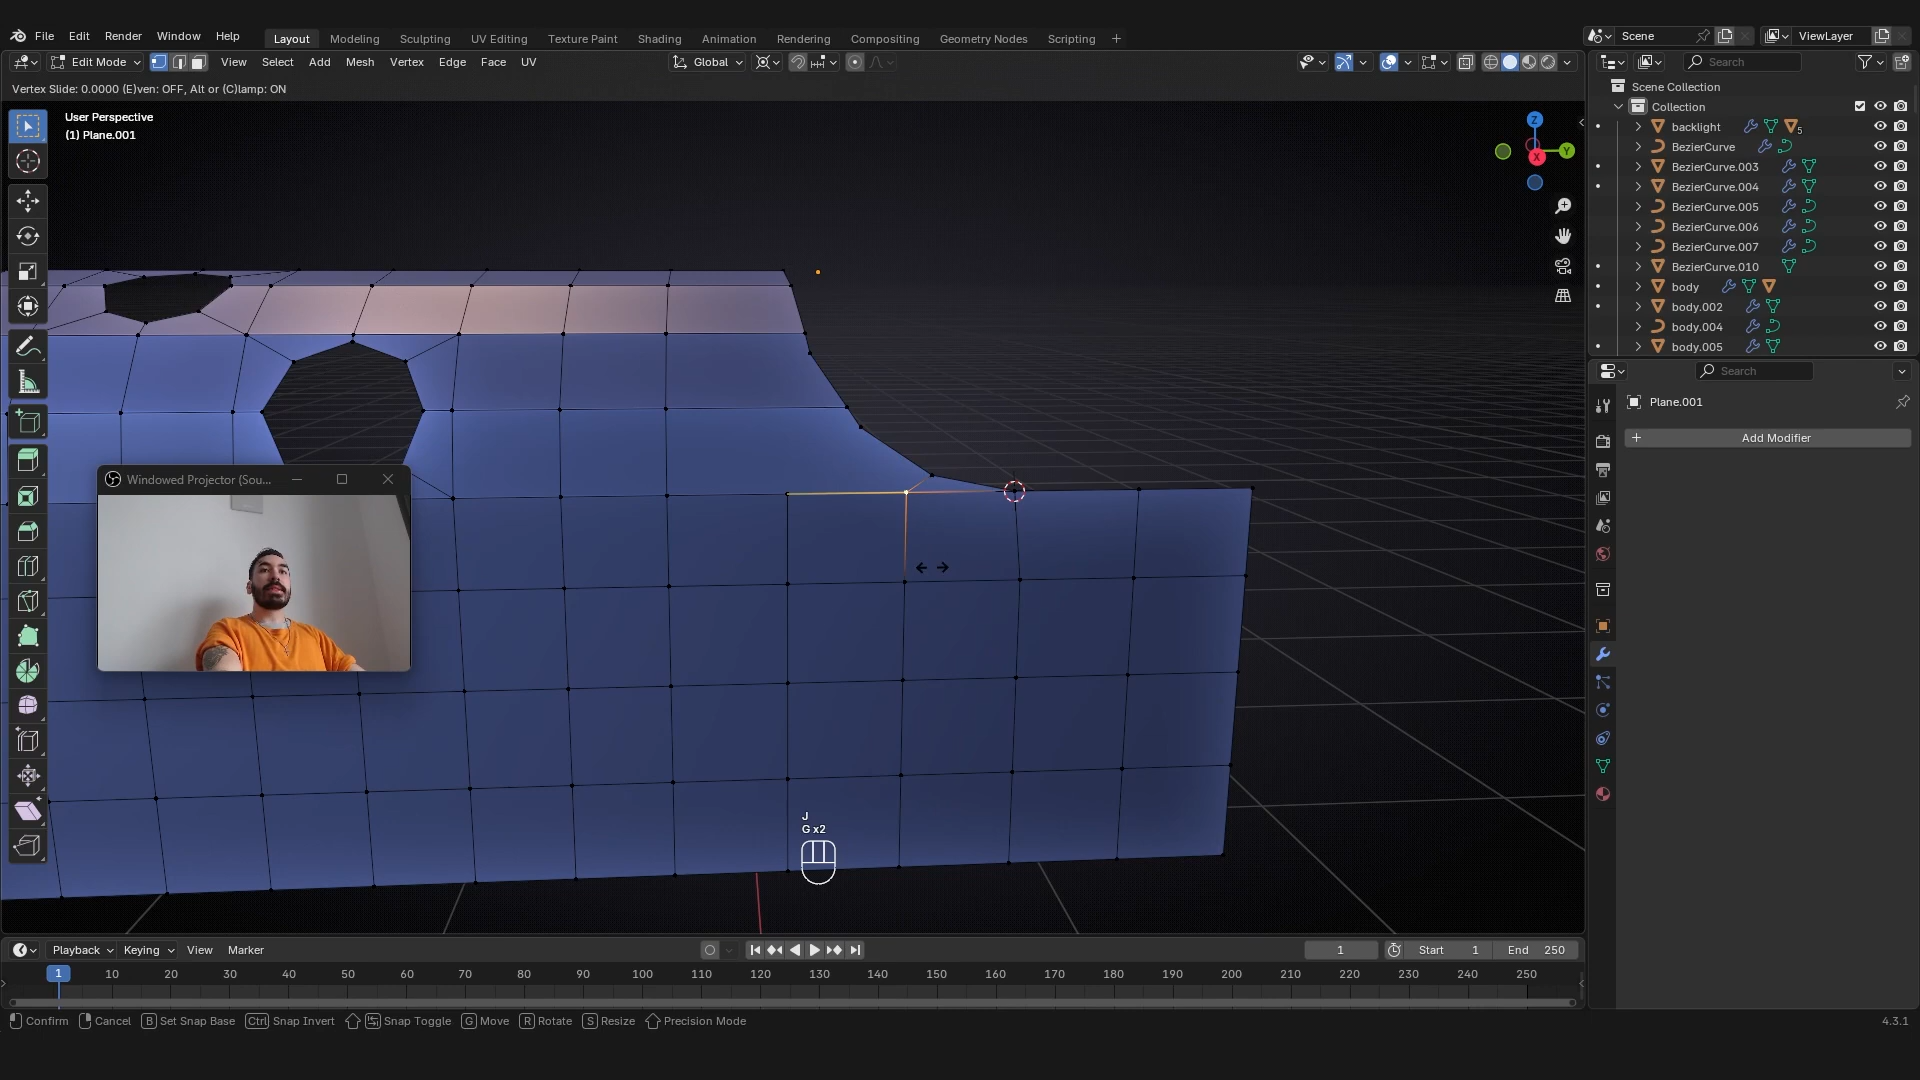 File Edit Render Window Help
Layout Modeling Sculpting UV Editing Texture Paint Shading Animation Rendering Compositing Geometry Nodes Scripting +
Scene ViewLayer
Edit Mode View Select Add Mesh Vertex Edge Face UV Global Search
Vertex Slide: 0.0000 (E)ven: OFF, Alt or (C)lamp: ON
User Perspective
(1) Plane.001
Z
Y
X
Scene Collection
Collection
backlight 5
BezierCurve
BezierCurve.003
BezierCurve.004
BezierCurve.005
BezierCurve.006
BezierCurve.007
BezierCurve.010
body
body.002
body.004
body.005
Search
Plane.001
+ Add Modifier
Windowed Projector (Sou...
J
G x2
Playback Keying View Marker 1 Start 1 End 250
1 10 20 30 40 50 60 70 80 90 100 110 120 130 140 150 160 170 180 190 200 210 220 230 240 250
Confirm Cancel B Set Snap Base Ctrl Snap Invert Snap Toggle G Move R Rotate S Resize Precision Mode 4.3.1